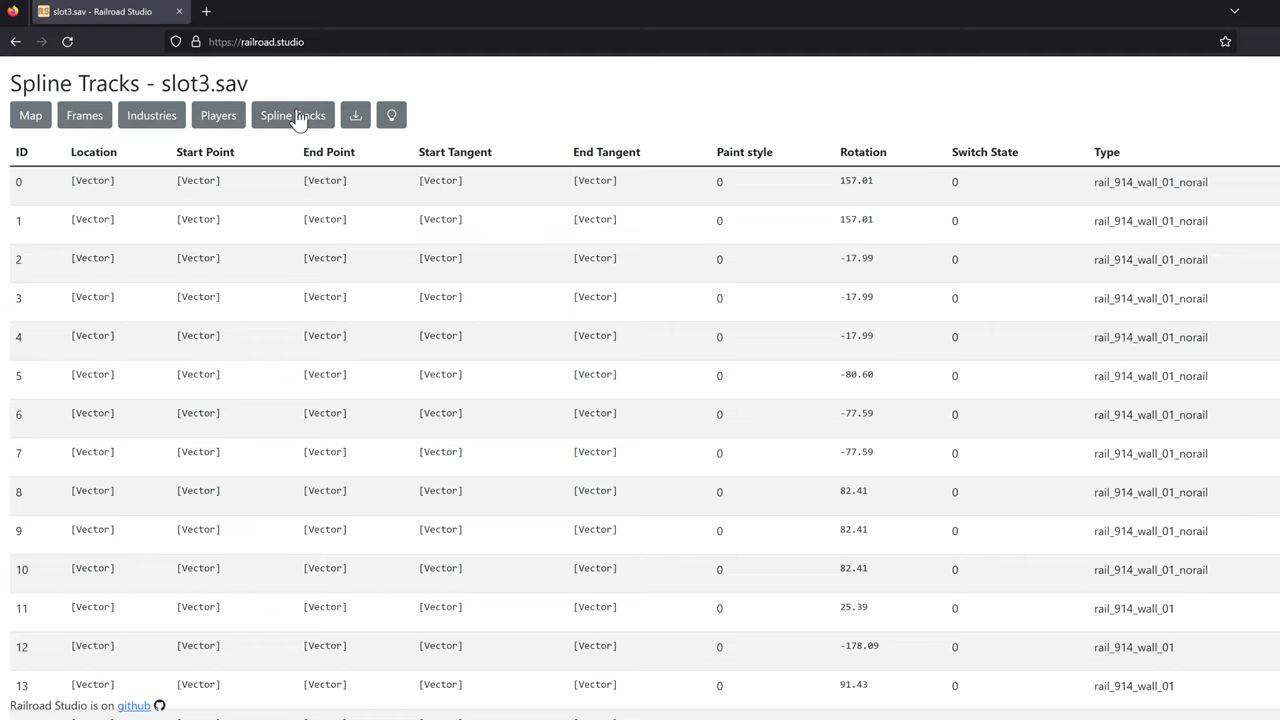 slot3.sav - Railroad Studio
https://railroad.studio
Spline Tracks - slot3.sav
Map Frames Industries Players Spline Tracks
ID Location Start Point End Point Start Tangent End Tangent Paint style Rotation Switch State Type
0 [Vector] [Vector] [Vector] [Vector] [Vector] 0 157.01 0 rail_914_wall_01_norail
1 [Vector] [Vector] [Vector] [Vector] [Vector] 0 157.01 0 rail_914_wall_01_norail
2 [Vector] [Vector] [Vector] [Vector] [Vector] 0 -17.99 0 rail_914_wall_01_norail
3 [Vector] [Vector] [Vector] [Vector] [Vector] 0 -17.99 0 rail_914_wall_01_norail
4 [Vector] [Vector] [Vector] [Vector] [Vector] 0 -17.99 0 rail_914_wall_01_norail
5 [Vector] [Vector] [Vector] [Vector] [Vector] 0 -80.60 0 rail_914_wall_01_norail
6 [Vector] [Vector] [Vector] [Vector] [Vector] 0 -77.59 0 rail_914_wall_01_norail
7 [Vector] [Vector] [Vector] [Vector] [Vector] 0 -77.59 0 rail_914_wall_01_norail
8 [Vector] [Vector] [Vector] [Vector] [Vector] 0 82.41 0 rail_914_wall_01_norail
9 [Vector] [Vector] [Vector] [Vector] [Vector] 0 82.41 0 rail_914_wall_01_norail
10 [Vector] [Vector] [Vector] [Vector] [Vector] 0 82.41 0 rail_914_wall_01_norail
11 [Vector] [Vector] [Vector] [Vector] [Vector] 0 25.39 0 rail_914_wall_01
12 [Vector] [Vector] [Vector] [Vector] [Vector] 0 -178.09 0 rail_914_wall_01
13 [Vector] [Vector] [Vector] [Vector] [Vector] 0 91.43 0 rail_914_wall_01
Railroad Studio is on github